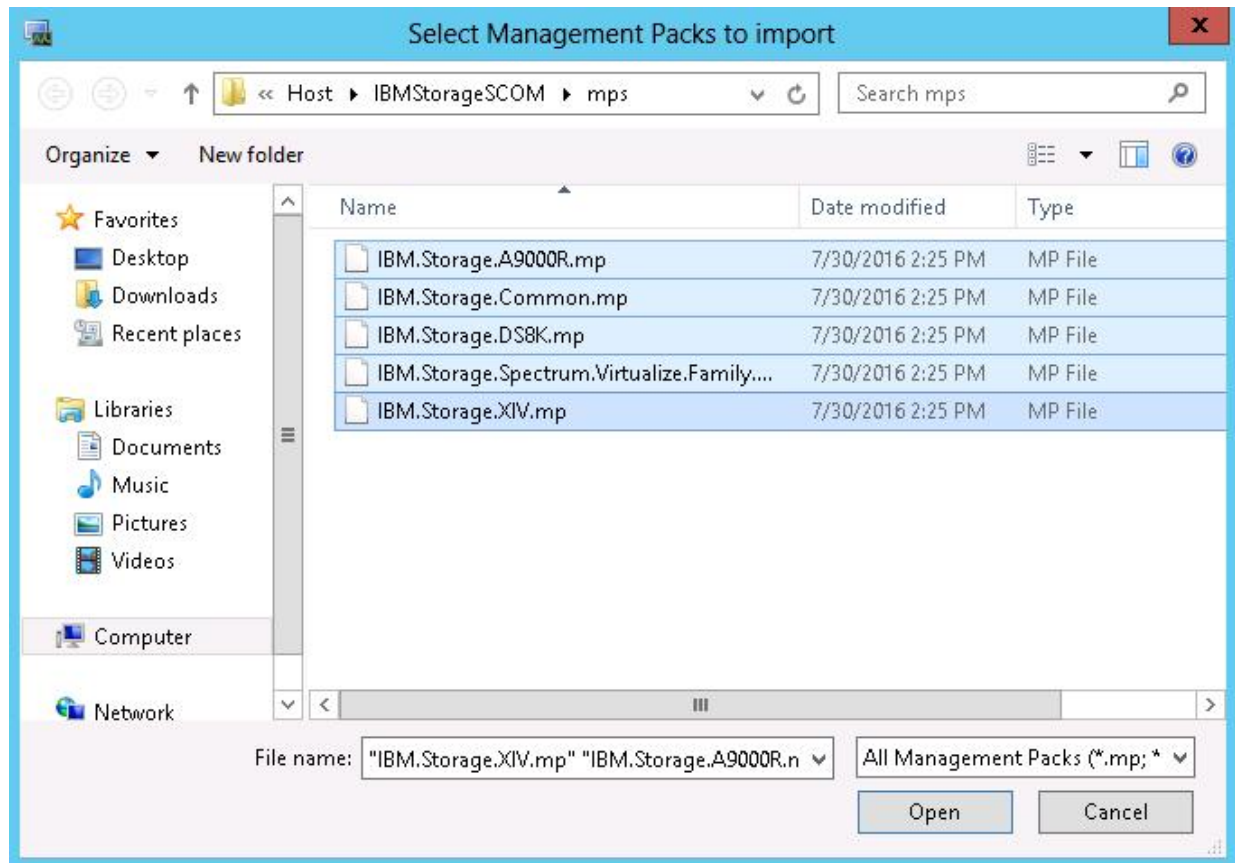 Select Management Packs to import
x
« Host ▸ IBMStorageSCOM ▸ mps
Search mps
Organize ▼ New folder
Name Date modified Type
Favorites
Desktop
Downloads
Recent places
Libraries
Documents
Music
Pictures
Videos
Computer
Network
IBM.Storage.A9000R.mp 7/30/2016 2:25 PM MP File
IBM.Storage.Common.mp 7/30/2016 2:25 PM MP File
IBM.Storage.DS8K.mp 7/30/2016 2:25 PM MP File
IBM.Storage.Spectrum.Virtualize.Family.... 7/30/2016 2:25 PM MP File
IBM.Storage.XIV.mp 7/30/2016 2:25 PM MP File
File name: "IBM.Storage.XIV.mp" "IBM.Storage.A9000R.n
All Management Packs (*.mp; *
Open Cancel